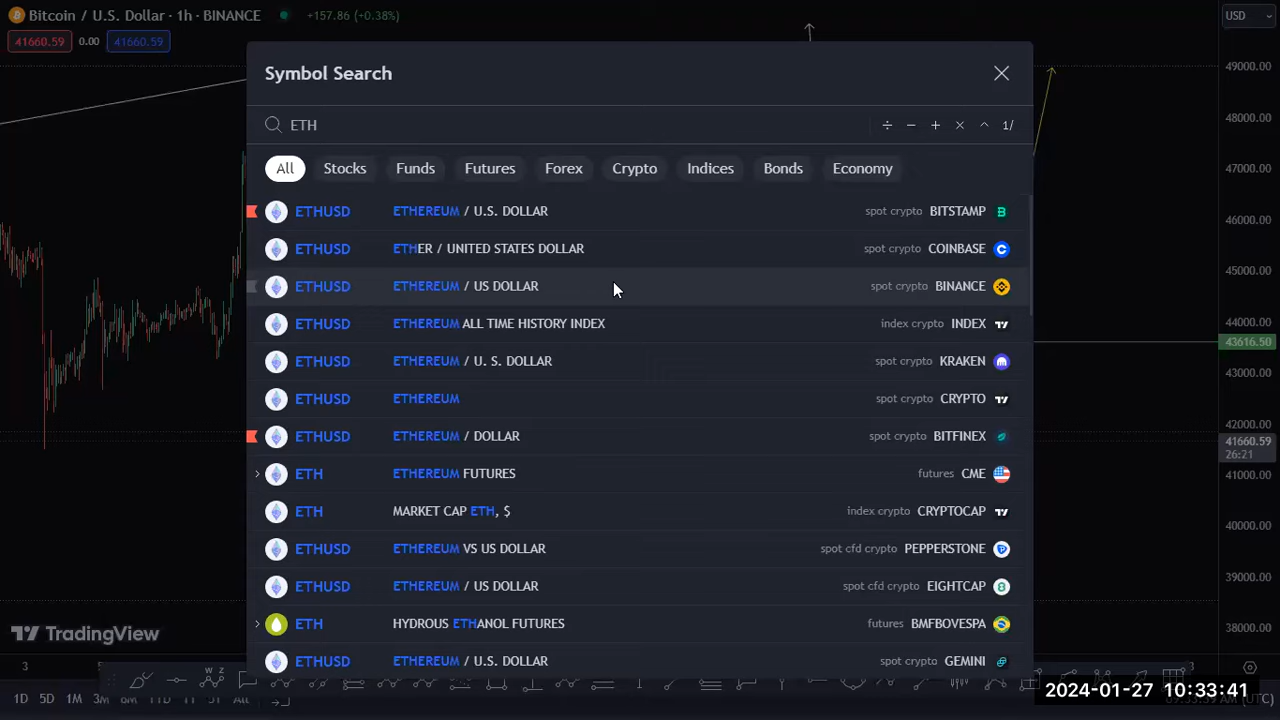 Bitcoin / U.S. Dollar · 1h · BINANCE
+157.86 (+0.38%)
USD
41660.59 0.00 41660.59
Symbol Search
ETH
1/
All Stocks Funds Futures Forex Crypto Indices Bonds Economy
ETHUSD ETHEREUM / U.S. DOLLAR spot crypto BITSTAMP
ETHUSD ETHER / UNITED STATES DOLLAR spot crypto COINBASE
ETHUSD ETHEREUM / US DOLLAR spot crypto BINANCE
ETHUSD ETHEREUM ALL TIME HISTORY INDEX index crypto INDEX
ETHUSD ETHEREUM / U. S. DOLLAR spot crypto KRAKEN
ETHUSD ETHEREUM spot crypto CRYPTO
ETHUSD ETHEREUM / DOLLAR spot crypto BITFINEX
ETH ETHEREUM FUTURES futures CME
ETH MARKET CAP ETH, $ index crypto CRYPTOCAP
ETHUSD ETHEREUM VS US DOLLAR spot cfd crypto PEPPERSTONE
ETHUSD ETHEREUM / US DOLLAR spot cfd crypto EIGHTCAP
ETH HYDROUS ETHANOL FUTURES futures BMFBOVESPA
ETHUSD ETHEREUM / U.S. DOLLAR spot crypto GEMINI
49000.00
48000.00
47000.00
46000.00
45000.00
44000.00
43616.50
43000.00
42000.00
41660.59
26:21
41000.00
40000.00
39000.00
38000.00
TradingView
3
1D 5D 1M 3M 6M All
2024-01-27 10:33:41